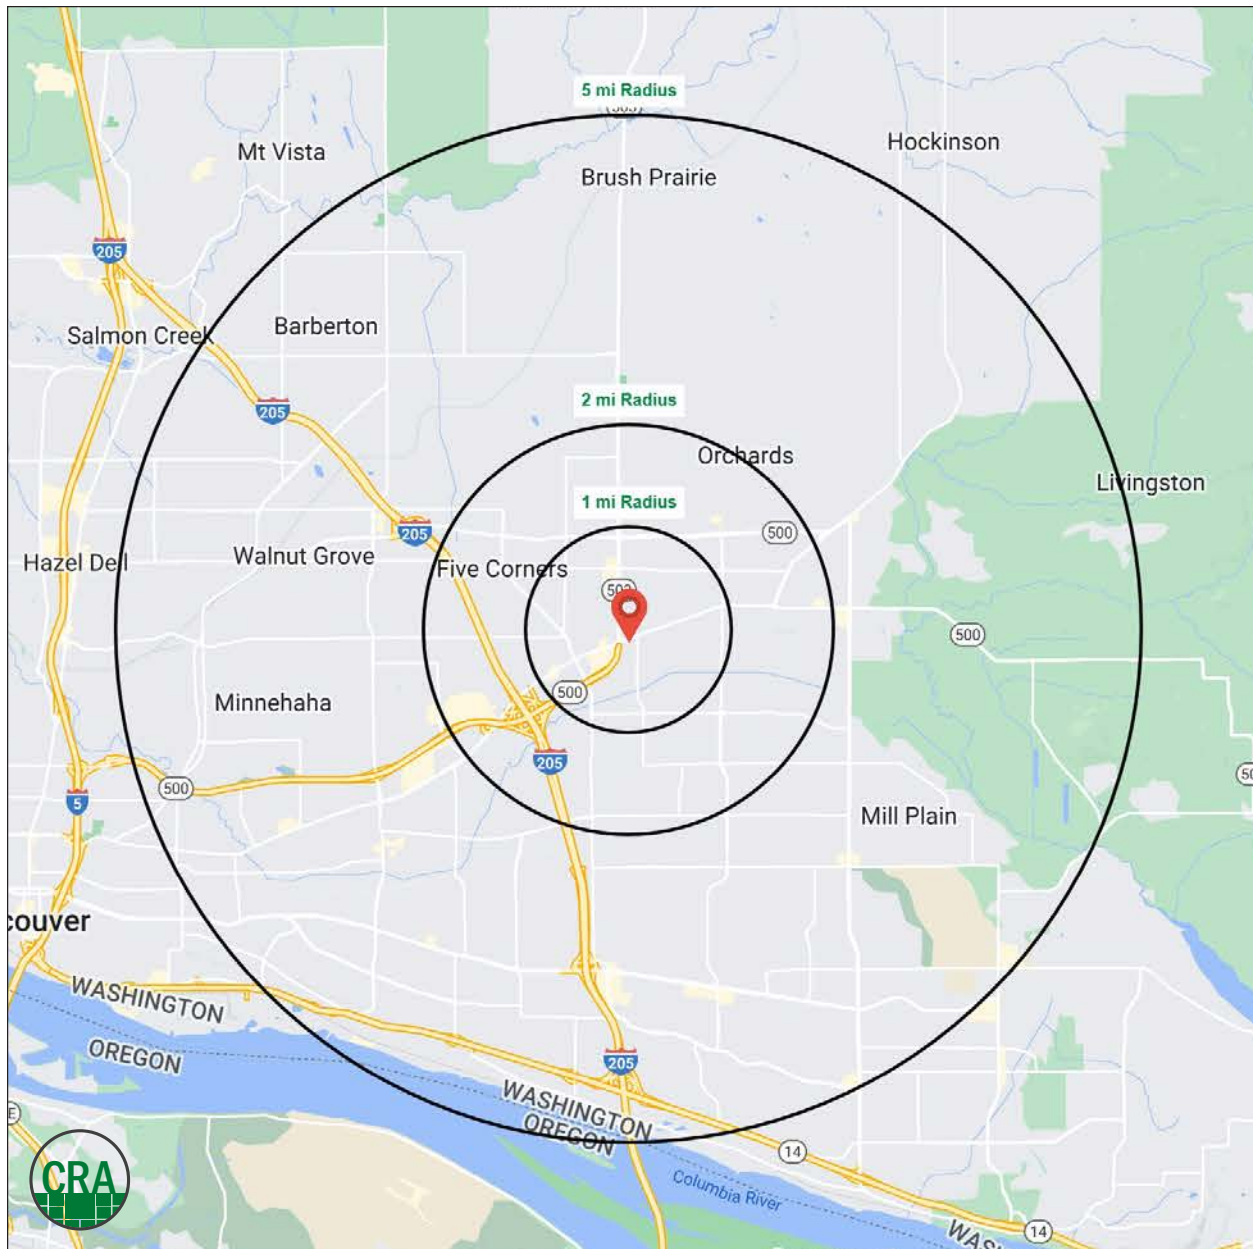 5 mi Radius
Hockinson
Mt Vista
Brush Prairie
205
Barberton
Salmon Creek
2 mi Radius
205
Orchards
Livingston
1 mi Radius
205
500
Walnut Grove
Five Corners
Hazel Dell
500
Minnehaha
500
205
500
5
Mill Plain
couver
WASHINGTON
OREGON
205
WASHINGTON
OREGON
14
E
CRA
Columbia River
14